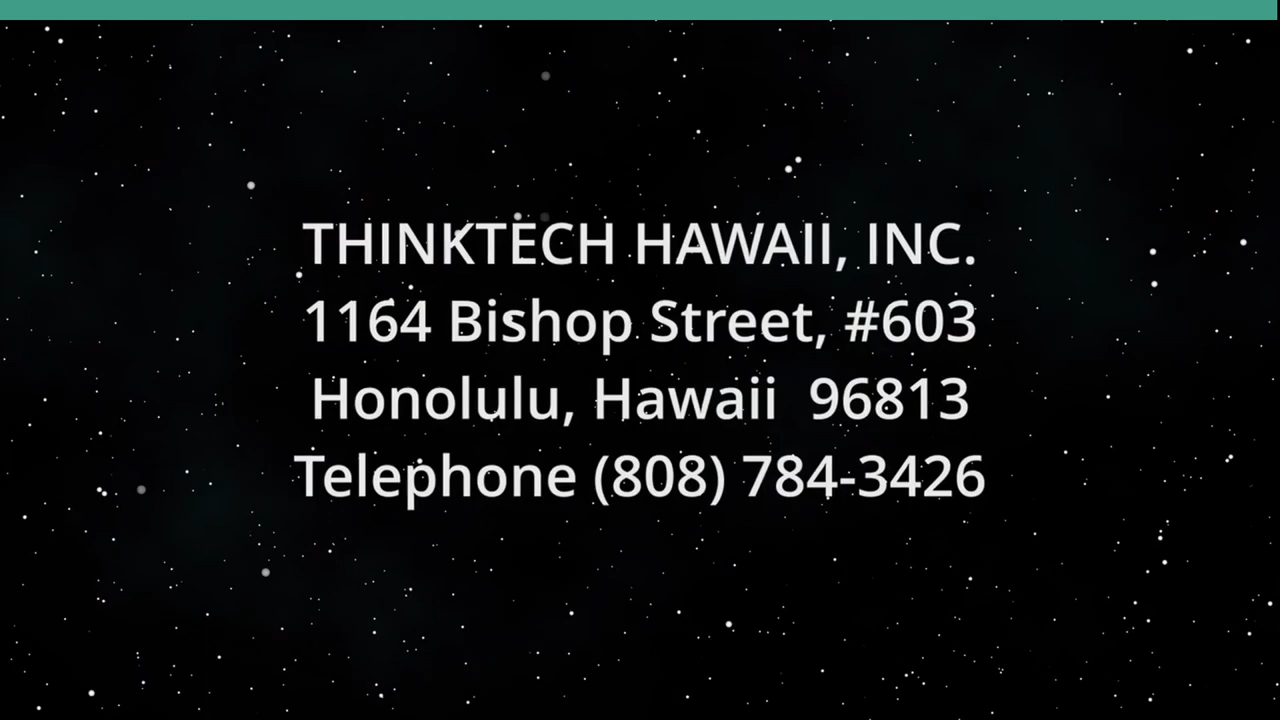 THINKTECH HAWAII, INC.
1164 Bishop Street, #603
Honolulu, Hawaii  96813
Telephone (808) 784-3426